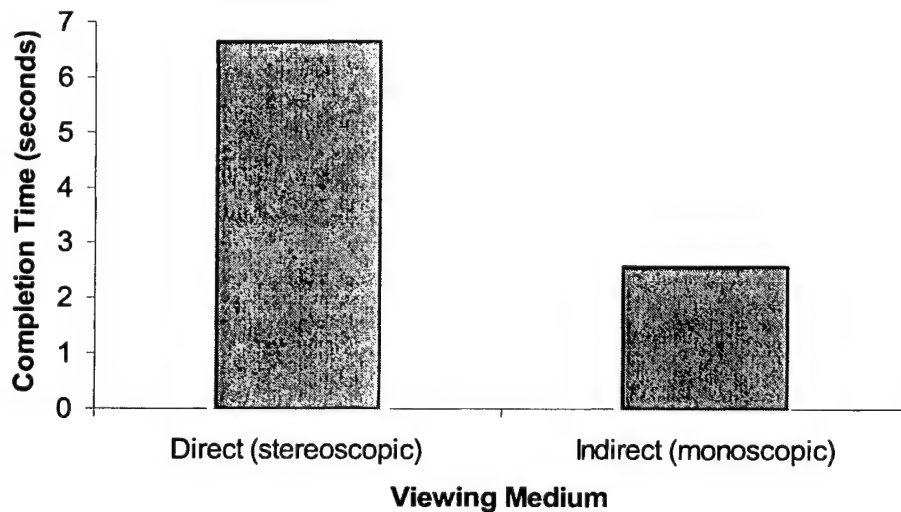 Completion Time (seconds)
7
6
5
4
3
2
1
0
Direct (stereoscopic)
Indirect (monoscopic)
Viewing Medium